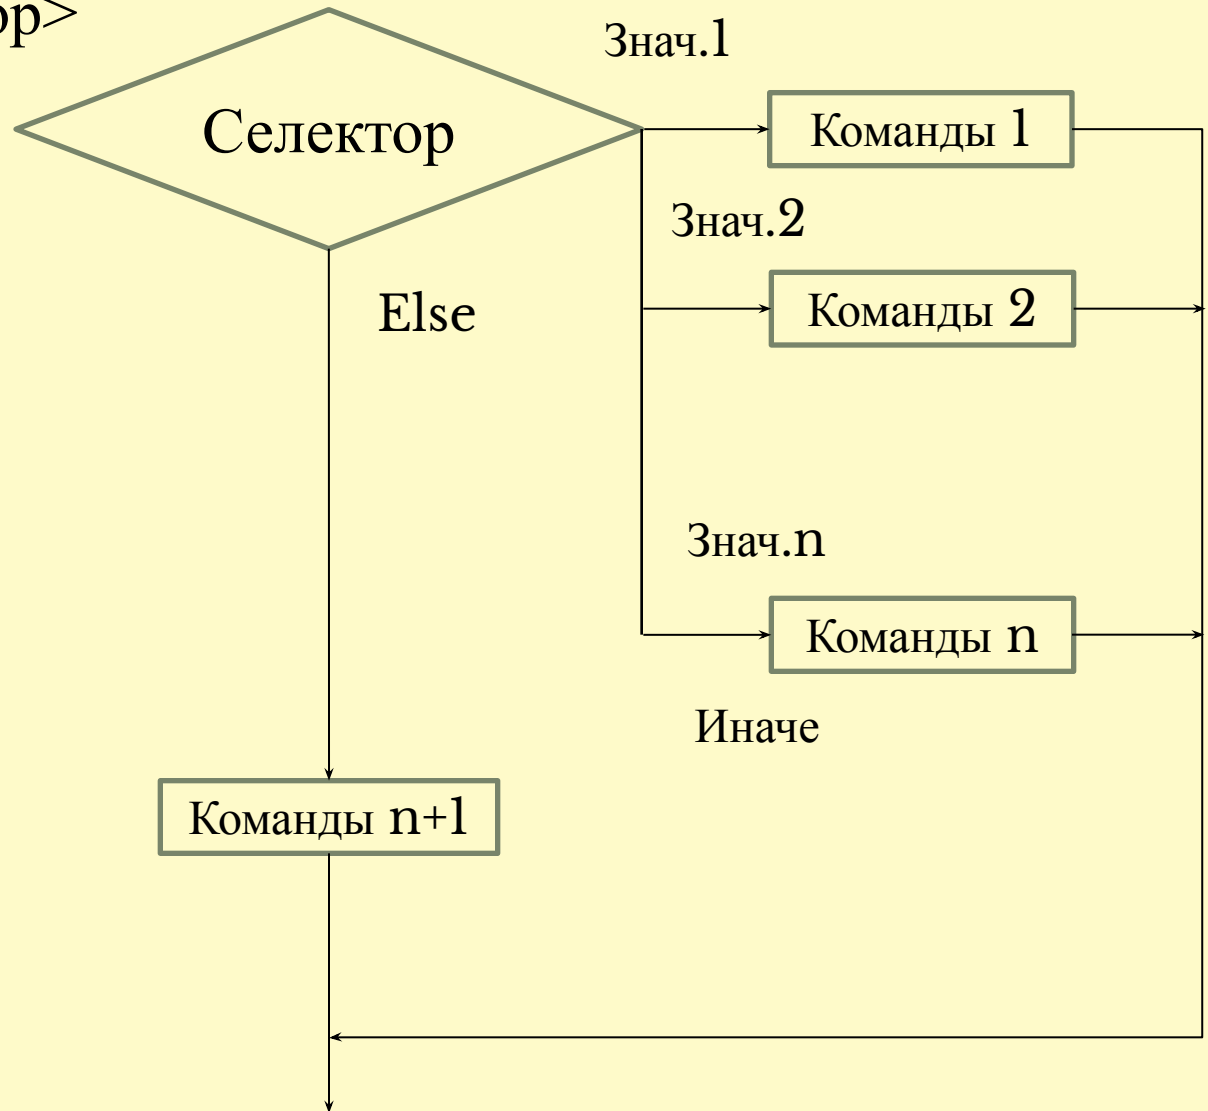 ор>
Знач.1
Селектор
Команды 1
Знач.2
Else
Команды 2
Знач.n
Команды n
Иначе
Команды n+1